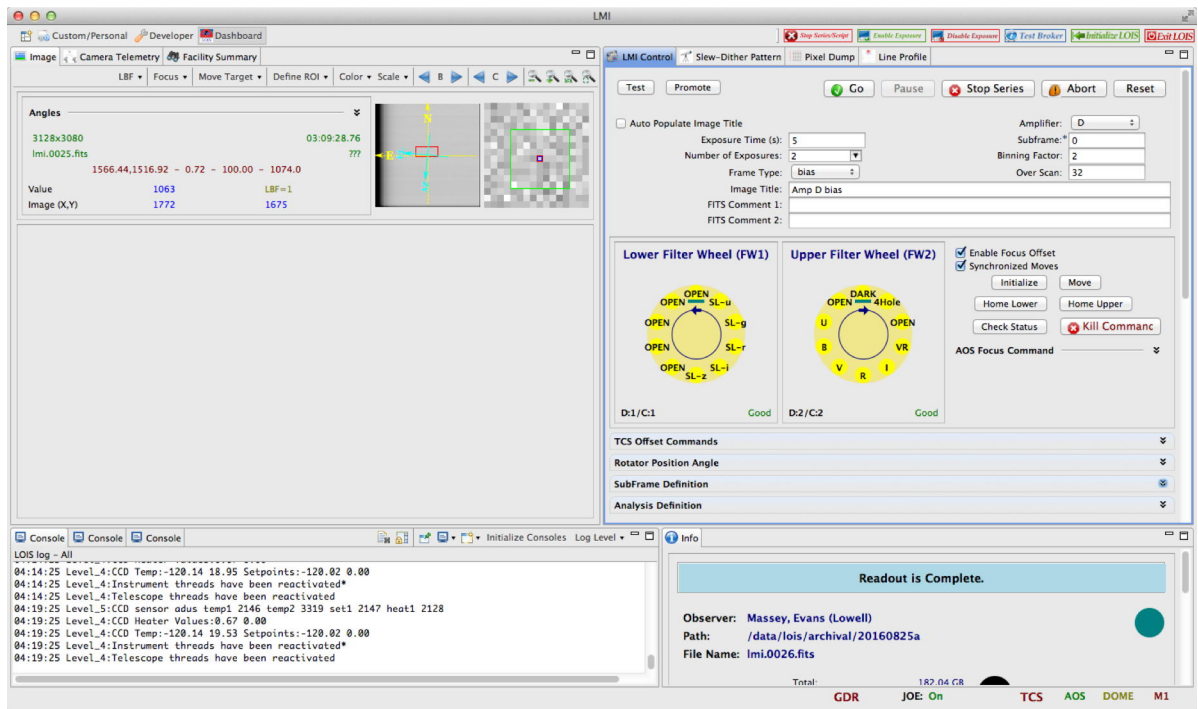 LMI
Custom/Personal Developer Dashboard
Stop Series/Script Enable Exposure Disable Exposure Test Broker Initialize LOIS Exit LOIS
Image Camera Telemetry Facility Summary
LBF Focus Move Target Define ROI Color Scale B C
Angles
3128x3080 03:09:28.76
lmi.0025.fits ???
1566.44,1516.92 - 0.72 - 100.00 - 1074.0
Value 1063 LBF=1
Image (X,Y) 1772 1675
N
E
S
LMI Control Slew-Dither Pattern Pixel Dump Line Profile
Test Promote Go Pause Stop Series Abort Reset
Auto Populate Image Title Amplifier: D
Exposure Time (s): 5 Subframe:* 0
Number of Exposures: 2 Binning Factor: 2
Frame Type: bias Over Scan: 32
Image Title: Amp D bias
FITS Comment 1:
FITS Comment 2:
Lower Filter Wheel (FW1) Upper Filter Wheel (FW2)
Enable Focus Offset
Synchronized Moves
Initialize Move
Home Lower Home Upper
Check Status Kill Commanc
AOS Focus Command
OPEN
OPEN SL-u
OPEN SL-g
OPEN SL-r
OPEN SL-i
SL-z
DARK
OPEN 4Hole
U OPEN
B VR
V I
R
D:1/C:1 Good D:2/C:2 Good
TCS Offset Commands
Rotator Position Angle
SubFrame Definition
Analysis Definition
Console Console Console Initialize Consoles Log Level
LOIS log - All
04:14:25 Level_4:CCD Temp:-120.14 18.95 Setpoints:-120.02 0.00
04:14:25 Level_4:Instrument threads have been reactivated*
04:14:25 Level_4:Telescope threads have been reactivated
04:19:25 Level_5:CCD sensor adus temp1 2146 temp2 3319 set1 2147 heat1 2128
04:19:25 Level_4:CCD Heater Values:0.67 0.00
04:19:25 Level_4:CCD Temp:-120.14 19.53 Setpoints:-120.02 0.00
04:19:25 Level_4:Instrument threads have been reactivated*
04:19:25 Level_4:Telescope threads have been reactivated
Info
Readout is Complete.
Observer: Massey, Evans (Lowell)
Path: /data/lois/archival/20160825a
File Name: lmi.0026.fits
Total: 182.04 GB
GDR JOE: On TCS AOS DOME M1